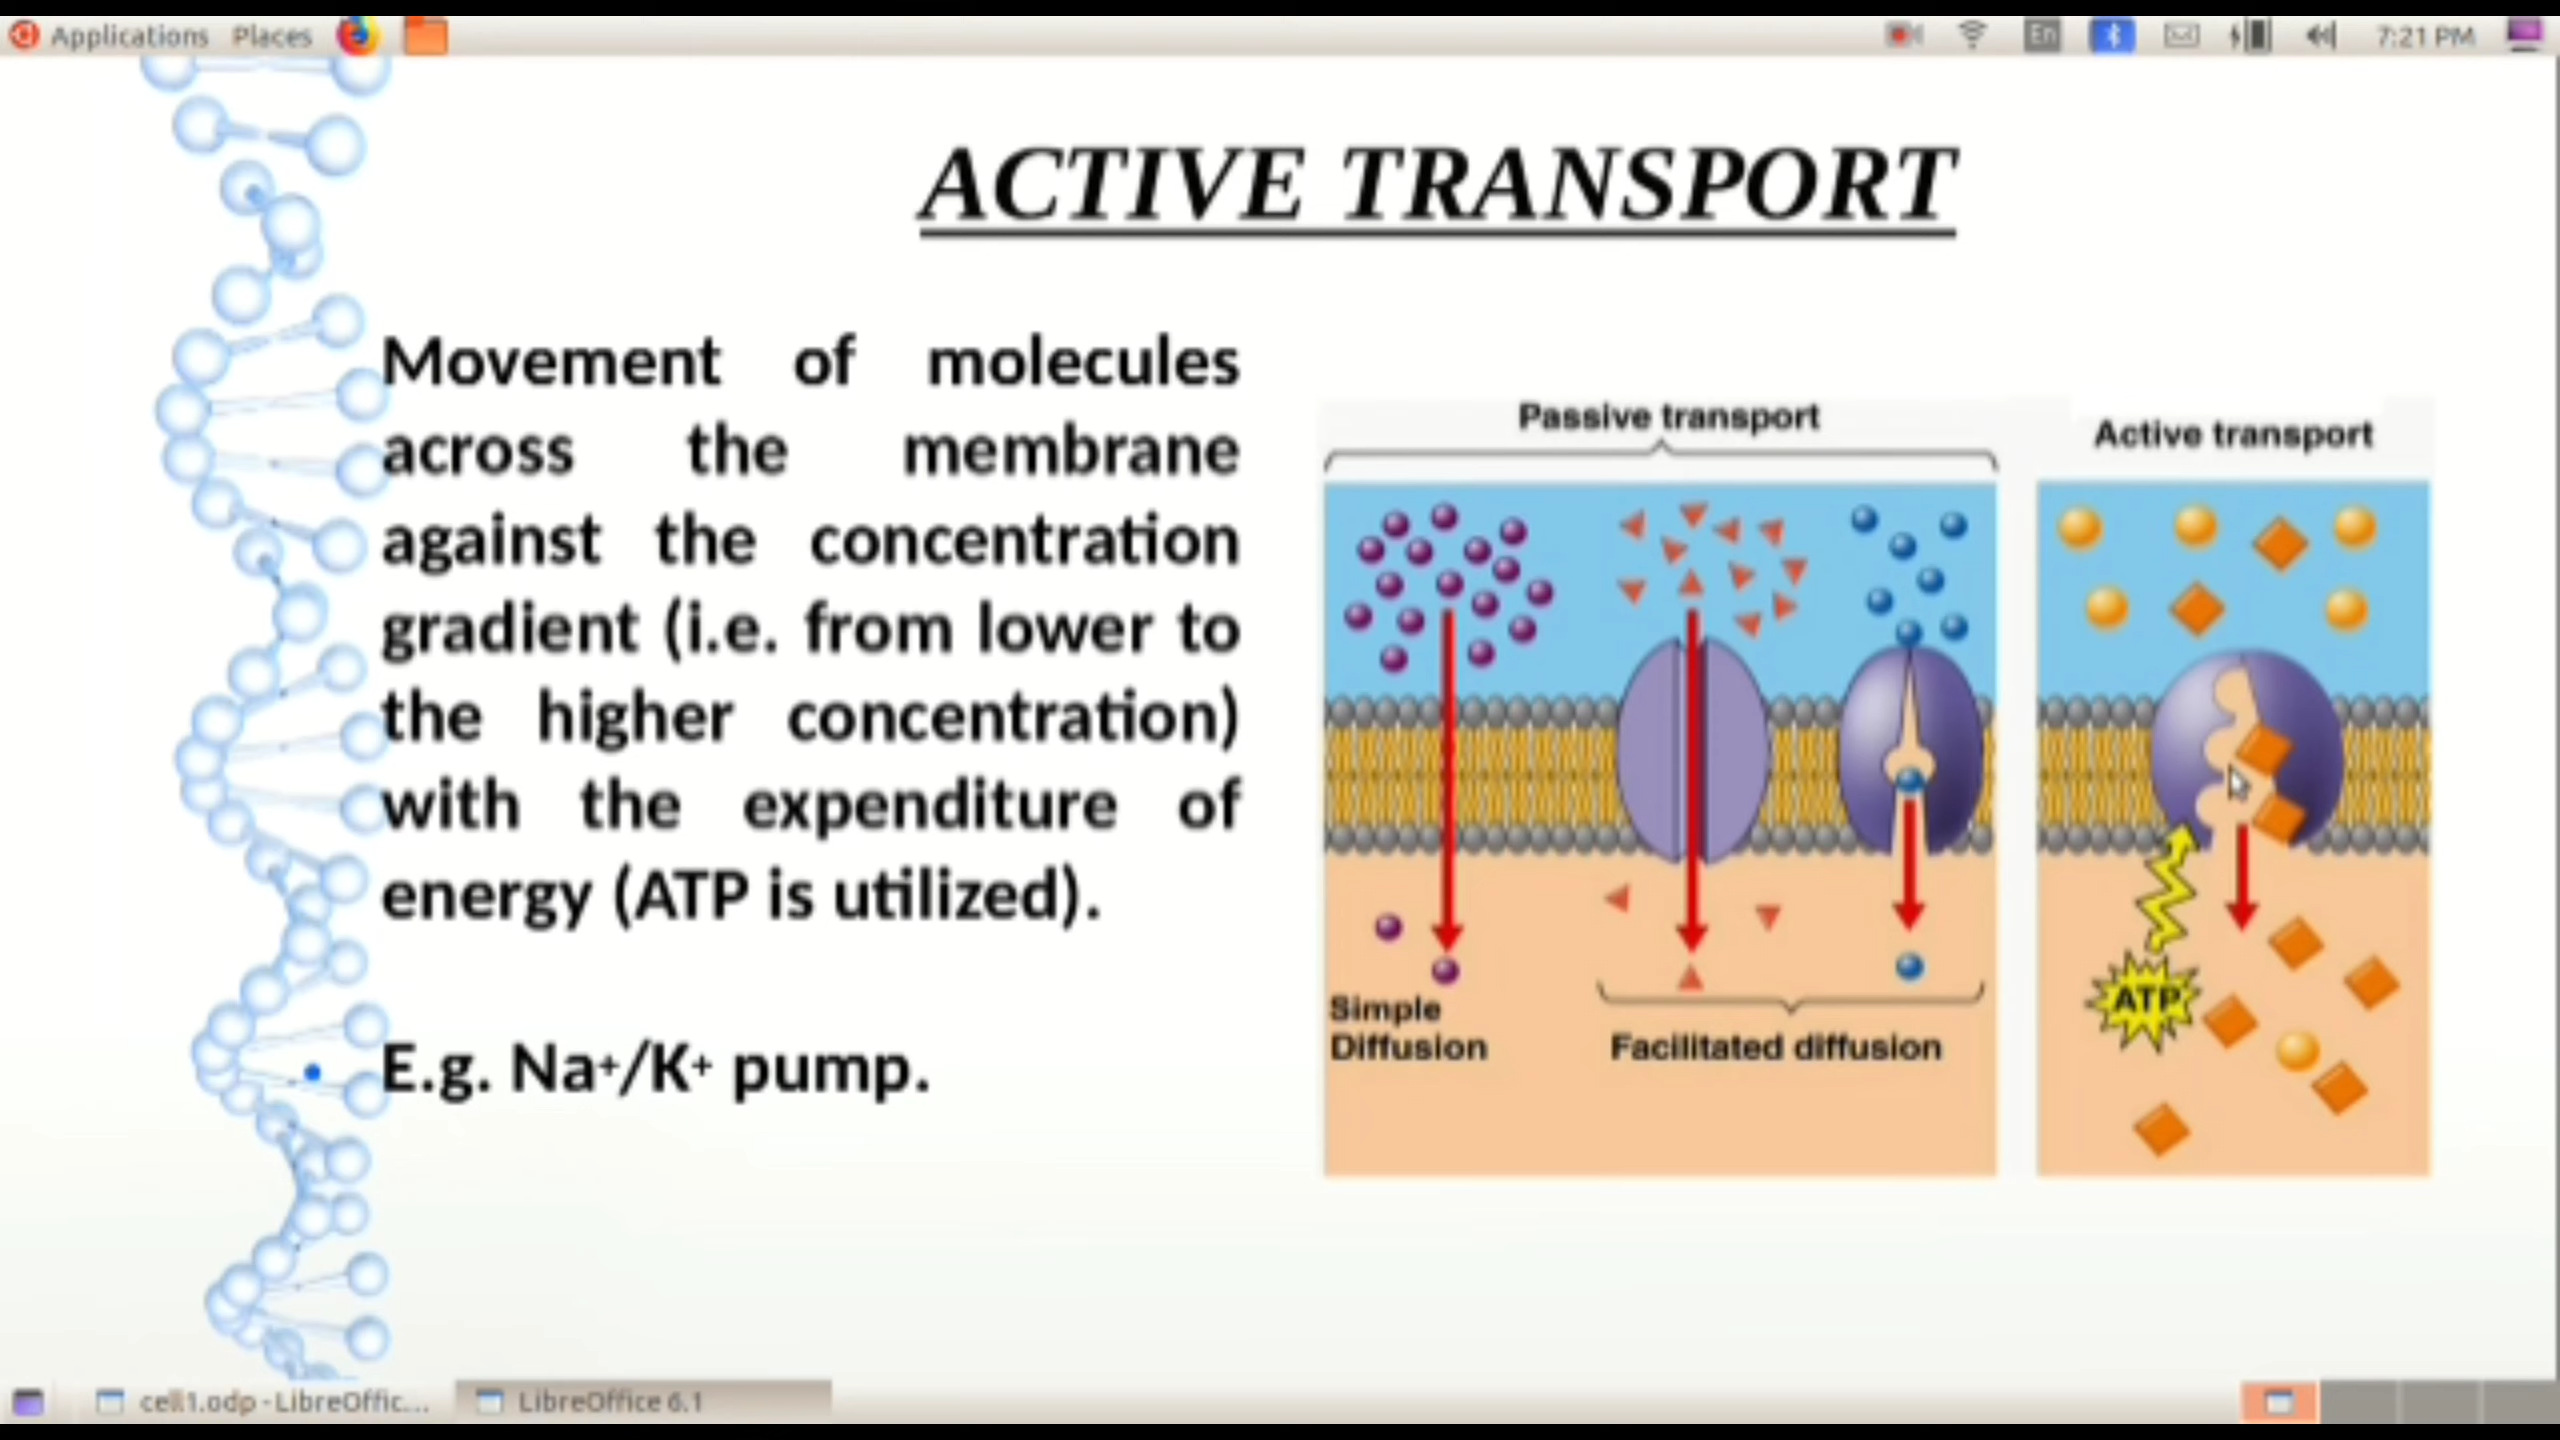 Applications Places En 7:21 PM
ACTIVE TRANSPORT
Movement of molecules
across the membrane
against the concentration
gradient (i.e. from lower to
the higher concentration)
with the expenditure of
energy (ATP is utilized).
• E.g. Na⁺/K⁺ pump.
Passive transport
Active transport
ATP
Simple
Diffusion
Facilitated diffusion
cell1.odp - LibreOffic... LibreOffice 6.1